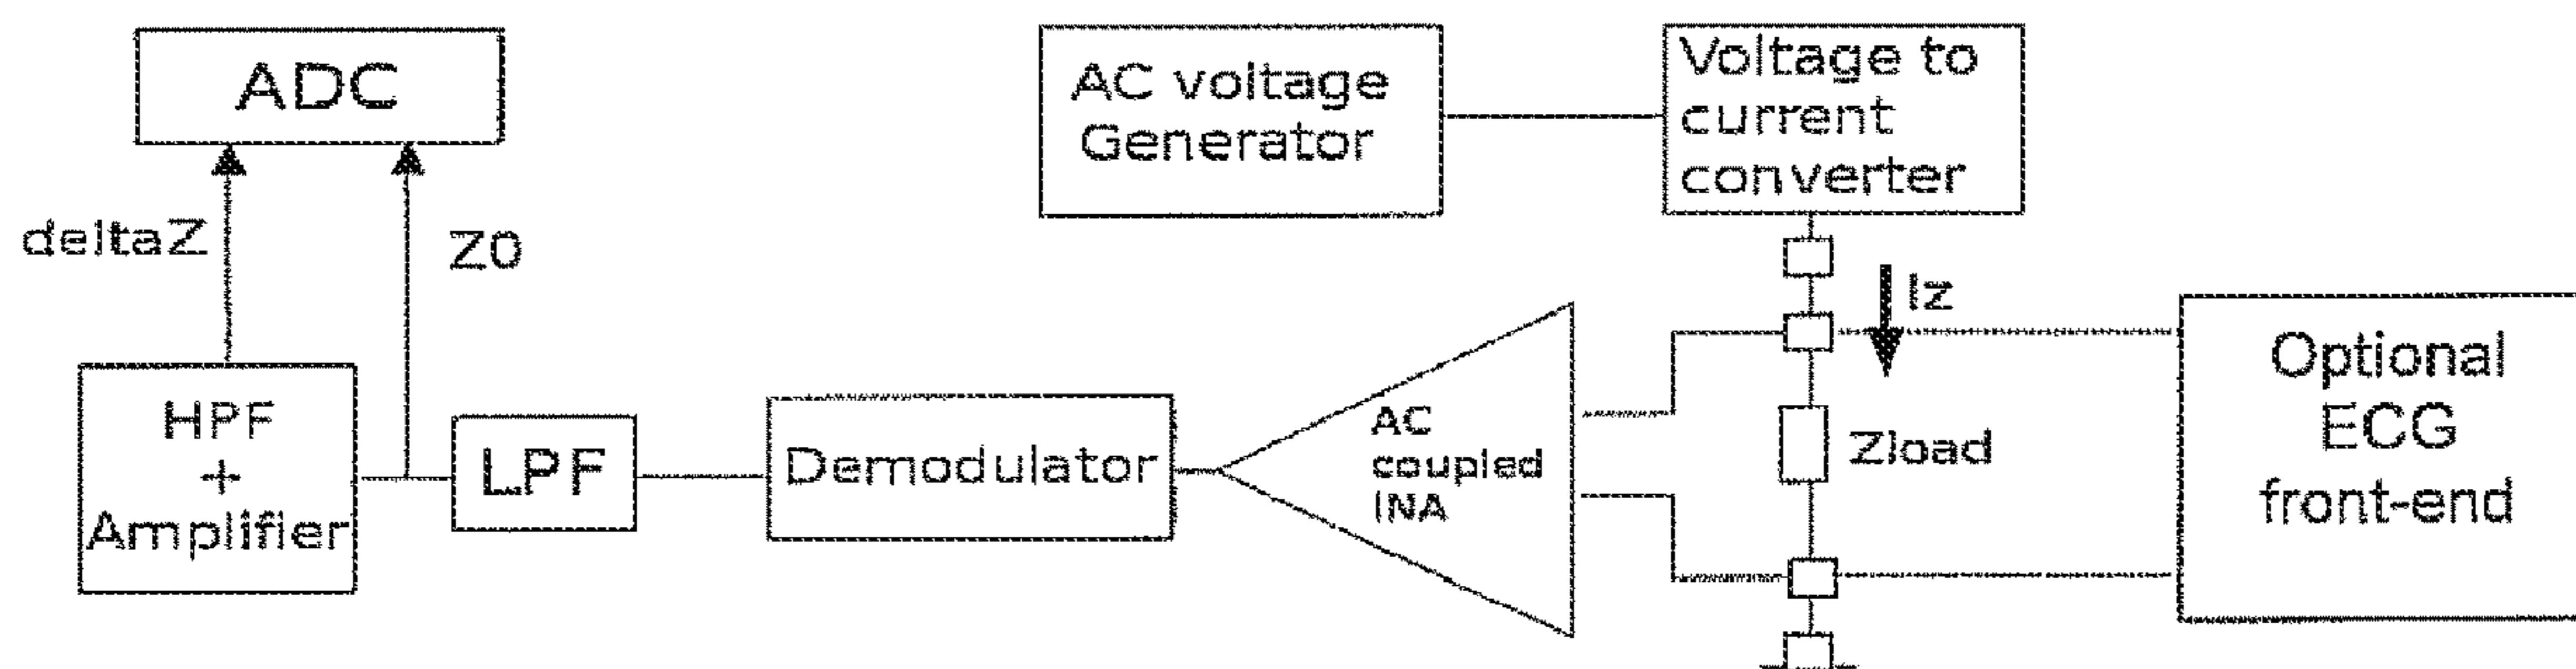 ADC
AC voltage
Generator
Voltage to
current
converter
deltaZ
Z0
Iz
HPF
+
Amplifier
LPF
Demodulator
AC
coupled
INA
Zload
Optional
ECG
front-end